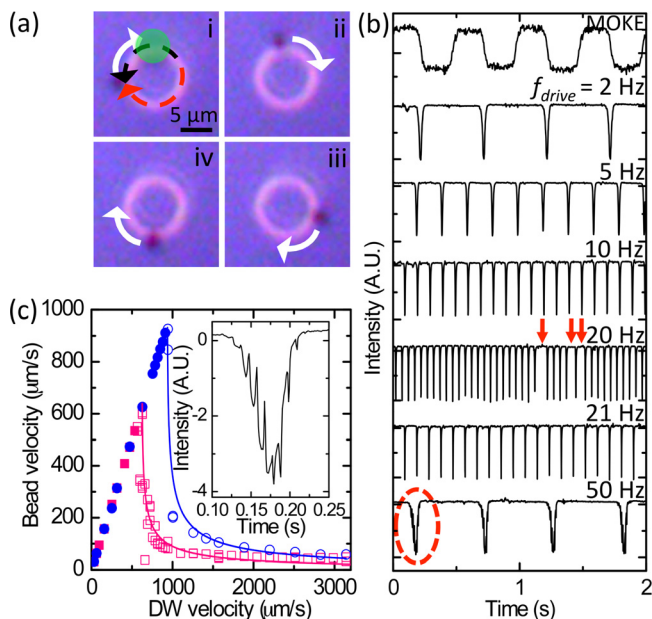 (a)
i
5 μm
ii
iv
iii
(b)
MOKE
f_drive = 2 Hz
5 Hz
10 Hz
20 Hz
21 Hz
50 Hz
Intensity (A.U.)
0
1
2
Time (s)
(c)
1000
800
600
400
200
0
Bead velocity (μm/s)
0
1000
2000
3000
DW velocity (μm/s)
0
-2
-4
Intensity (A.U.)
0.10
0.15
0.20
0.25
Time (s)